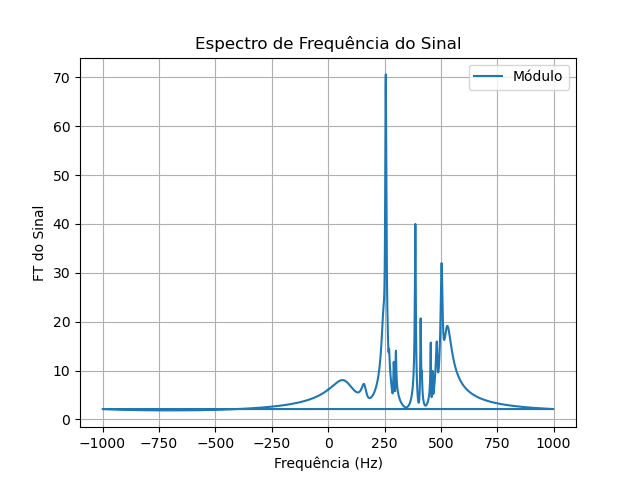 Espectro de Frequência do Sinal
Módulo
70
60
50
40
30
20
10
0
FT do Sinal
−1000 −750 −500 −250 0 250 500 750 1000
Frequência (Hz)